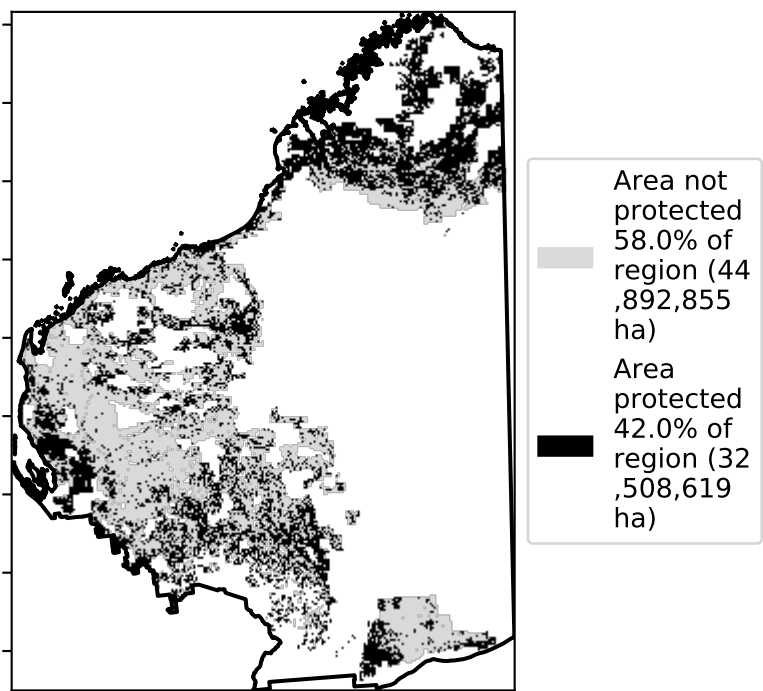 Area not
protected
58.0% of
region (44
,892,855
ha)
Area
protected
42.0% of
region (32
,508,619
ha)